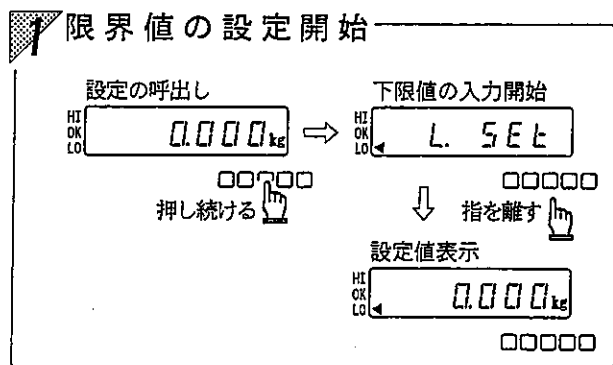 1 限界値の設定開始
設定の呼出し
HI
OK
LO
0.000kg
押し続ける
下限値の入力開始
HI
OK
LO
L. SEt
指を離す
設定値表示
HI
OK
LO
0.000kg